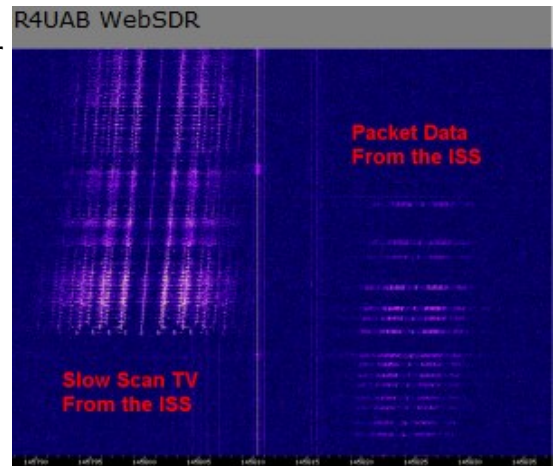 R4UAB WebSDR
Packet Data
From the ISS
Slow Scan TV
From the ISS